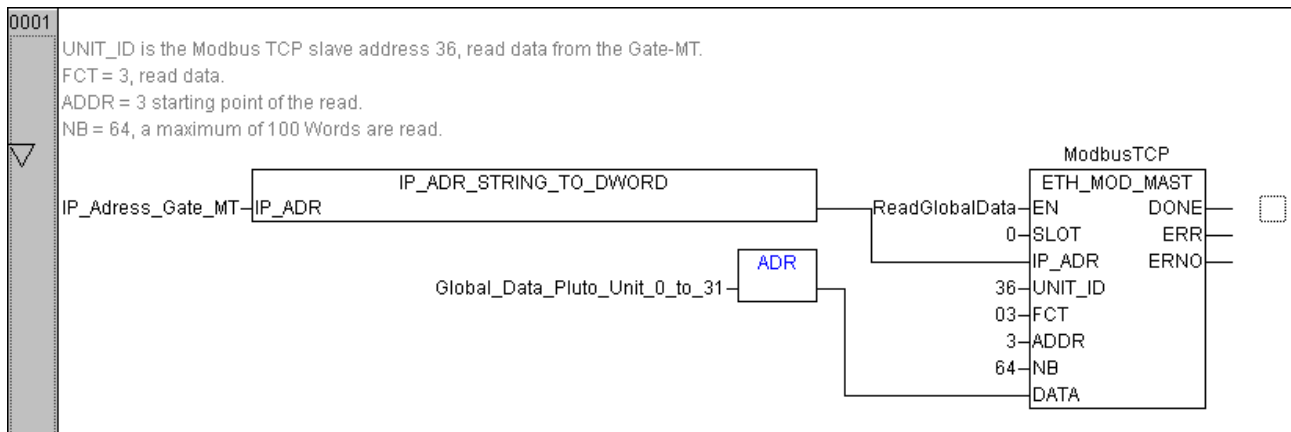 0001
UNIT_ID is the Modbus TCP slave address 36, read data from the Gate-MT.
FCT = 3, read data.
ADDR = 3 starting point of the read.
NB = 64, a maximum of 100 Words are read.
ModbusTCP
IP_ADR_STRING_TO_DWORD
ETH_MOD_MAST
IP_Adress_Gate_MT IP_ADR
ReadGlobalData EN DONE
0 SLOT ERR
ADR
IP_ADR ERNO
Global_Data_Pluto_Unit_0_to_31
36 UNIT_ID
03 FCT
3 ADDR
64 NB
DATA